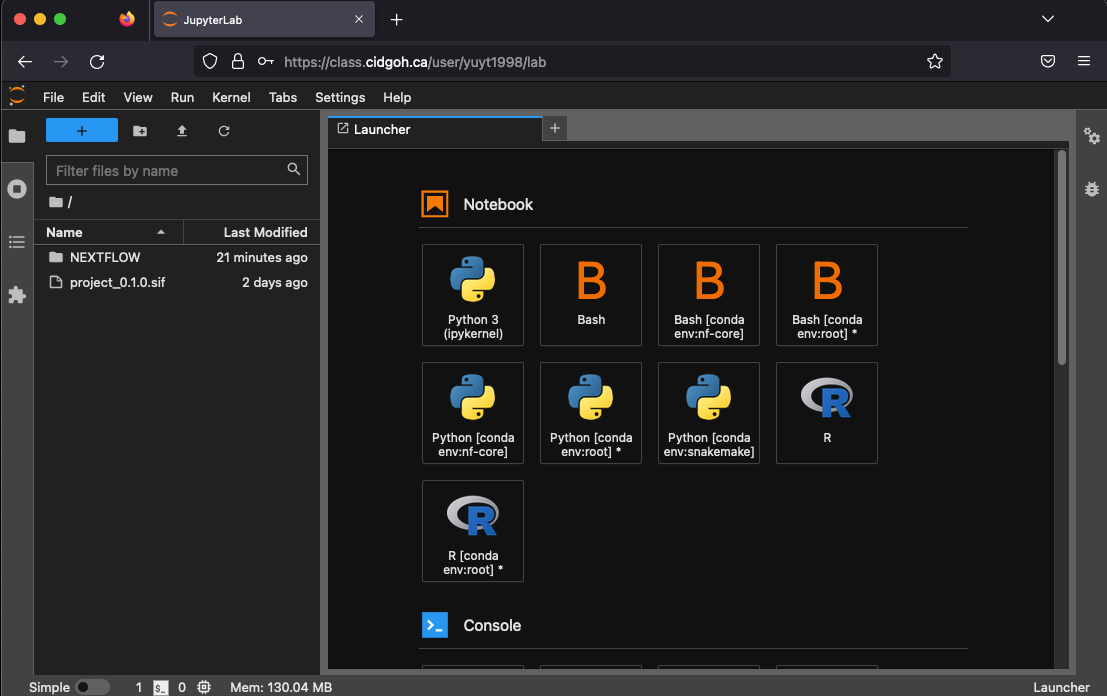 JupyterLab
https://class.cidgoh.ca/user/yuyt1998/lab
File Edit View Run Kernel Tabs Settings Help
Launcher
Filter files by name
/
Name Last Modified
NEXTFLOW 21 minutes ago
project_0.1.0.sif 2 days ago
Notebook
Python 3
(ipykernel)
B
Bash
B
Bash [conda
env:nf-core]
B
Bash [conda
env:root] *
Python [conda
env:nf-core]
Python [conda
env:root] *
Python [conda
env:snakemake]
R
R
R
R [conda
env:root] *
Console
Simple 1 $_ 0 Mem: 130.04 MB Launcher